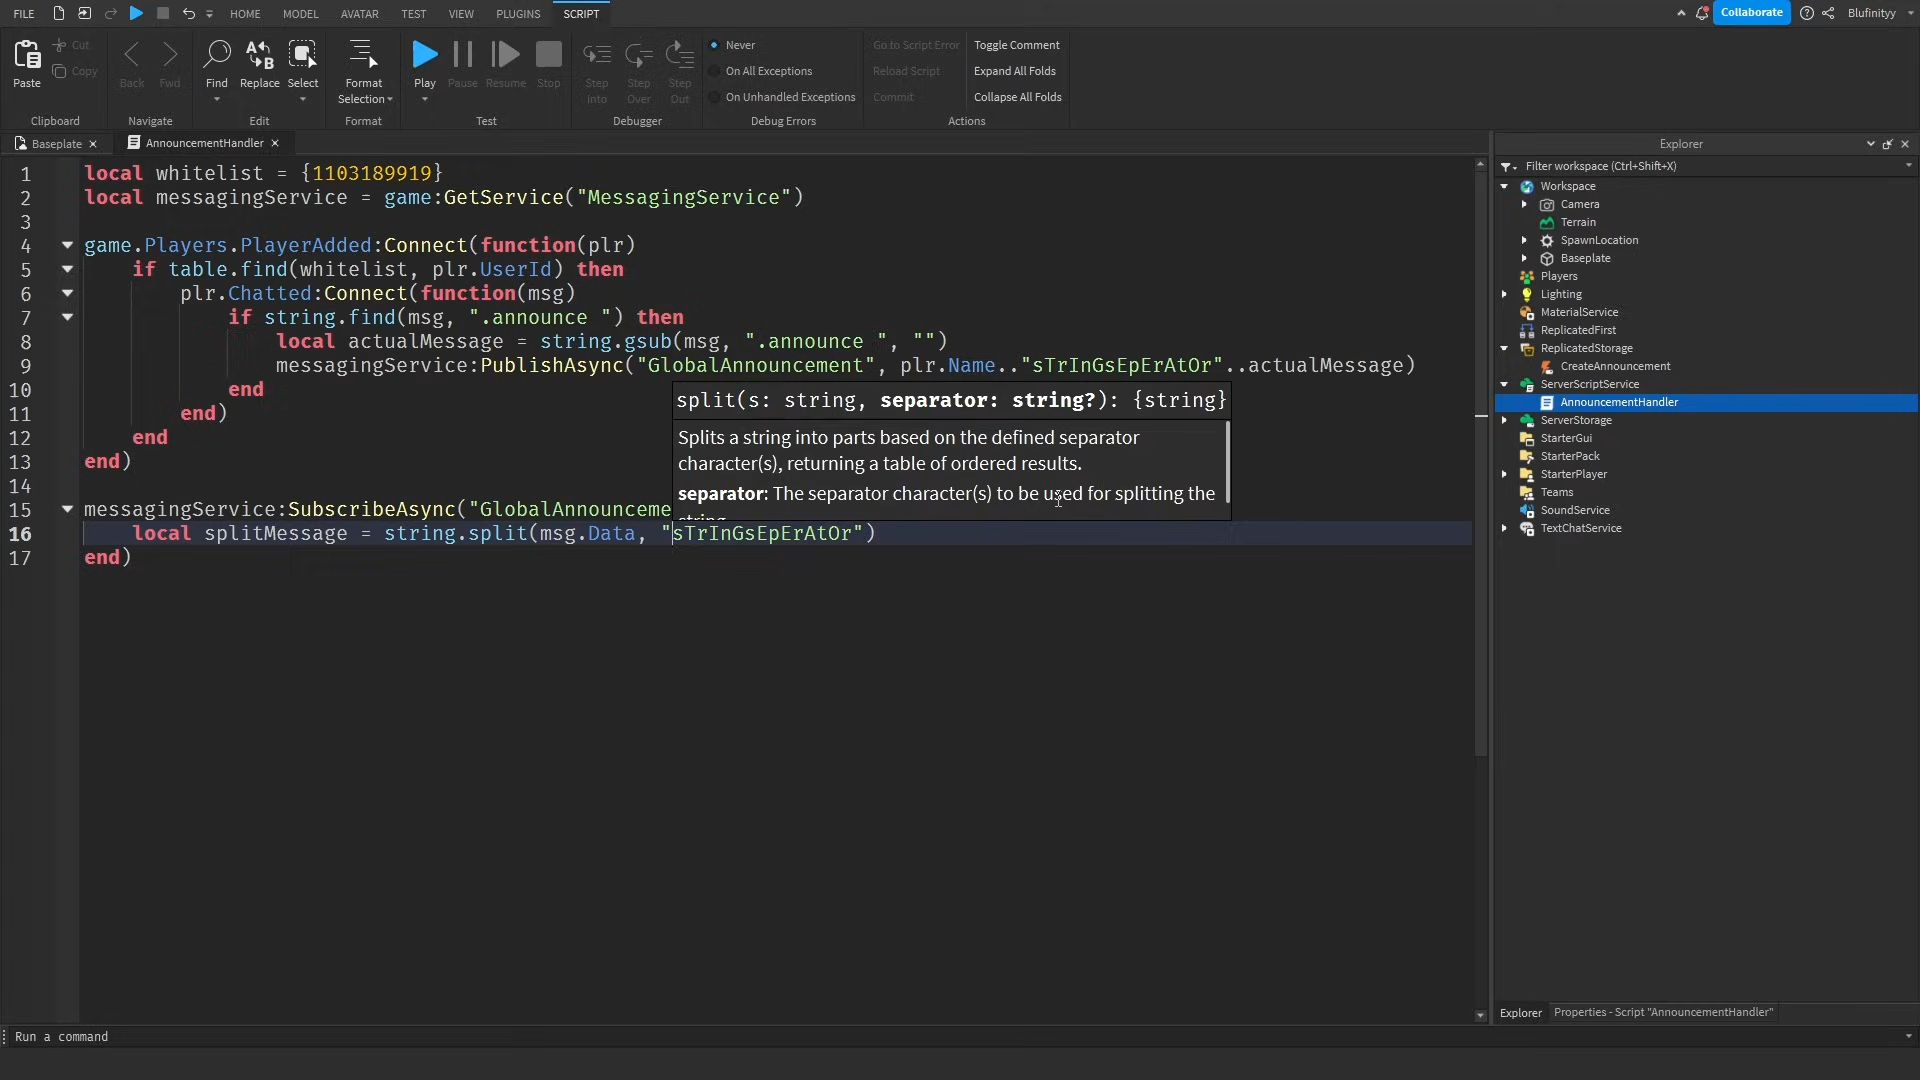 FILE HOME MODEL AVATAR TEST VIEW PLUGINS SCRIPT Collaborate Blufinityy
Paste Cut Copy
Back Fwd
Find Replace Select
Format Selection
Play Pause Resume Stop
Step Into Step Over Step Out
Never
On All Exceptions
On Unhandled Exceptions
Go to Script Error
Reload Script
Commit
Toggle Comment
Expand All Folds
Collapse All Folds
Clipboard Navigate Edit Format Test Debugger Debug Errors Actions
Baseplate AnnouncementHandler
1 local whitelist = {1103189919}
2 local messagingService = game:GetService("MessagingService")
3
4 game.Players.PlayerAdded:Connect(function(plr)
5 if table.find(whitelist, plr.UserId) then
6 plr.Chatted:Connect(function(msg)
7 if string.find(msg, ".announce ") then
8 local actualMessage = string.gsub(msg, ".announce ", "")
9 messagingService:PublishAsync("GlobalAnnouncement", plr.Name.."sTrInGsEpErAtOr"..actualMessage)
10 end
11 end)
12 end
13 end)
14
15 messagingService:SubscribeAsync("GlobalAnnounceme
16 local splitMessage = string.split(msg.Data, "sTrInGsEpErAtOr")
17 end)
split(s: string, separator: string?): {string}
Splits a string into parts based on the defined separator
character(s), returning a table of ordered results.
separator: The separator character(s) to be used for splitting the
string
Explorer
Filter workspace (Ctrl+Shift+X)
Workspace
Camera
Terrain
SpawnLocation
Baseplate
Players
Lighting
MaterialService
ReplicatedFirst
ReplicatedStorage
CreateAnnouncement
ServerScriptService
AnnouncementHandler
ServerStorage
StarterGui
StarterPack
StarterPlayer
Teams
SoundService
TextChatService
Explorer Properties - Script "AnnouncementHandler"
Run a command